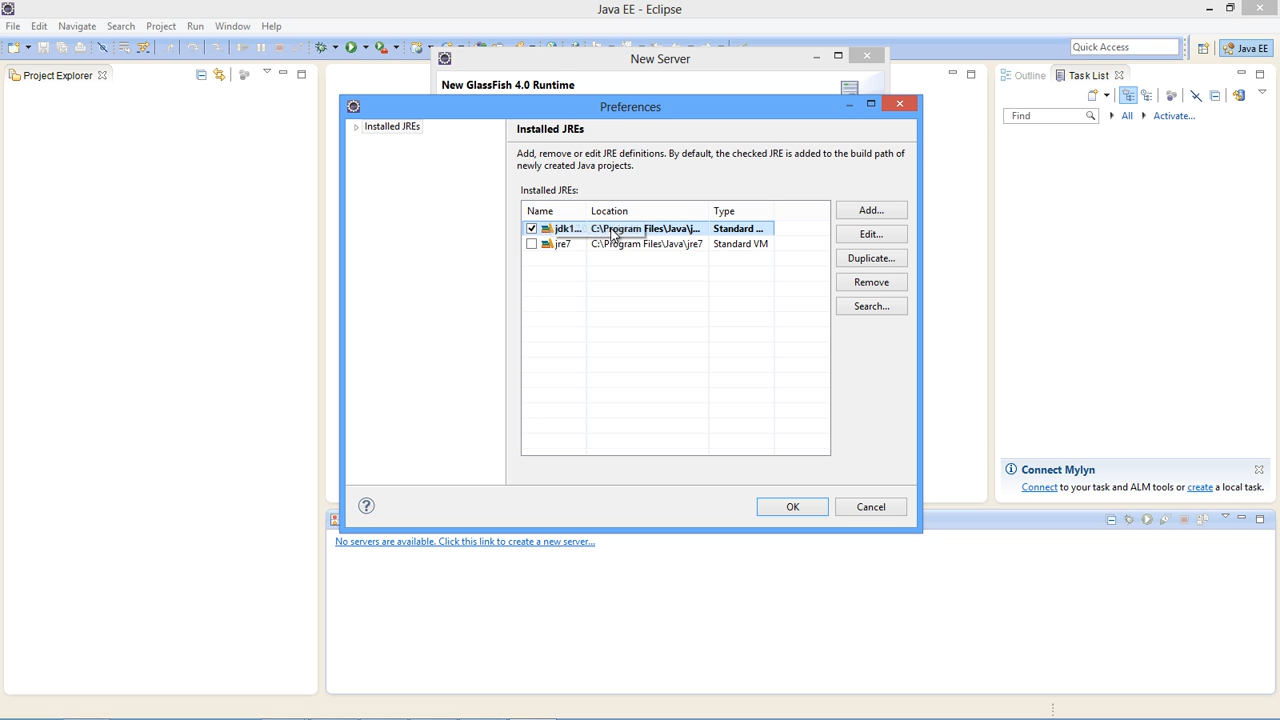 Java EE - Eclipse
File Edit Navigate Search Project Run Window Help
Quick Access
Java EE
Project Explorer
New Server
New GlassFish 4.0 Runtime
Outline Task List
Find
All
Activate...
Preferences
Installed JREs
Installed JREs
Add, remove or edit JRE definitions. By default, the checked JRE is added to the build path of
newly created Java projects.
Installed JREs:
Name Location Type
jdk1... C:\Program Files\Java\j... Standard ...
jre7 C:\Program Files\Java\jre7 Standard VM
Add...
Edit...
Duplicate...
Remove
Search...
OK
Cancel
Connect Mylyn
Connect to your task and ALM tools or create a local task.
No servers are available. Click this link to create a new server...